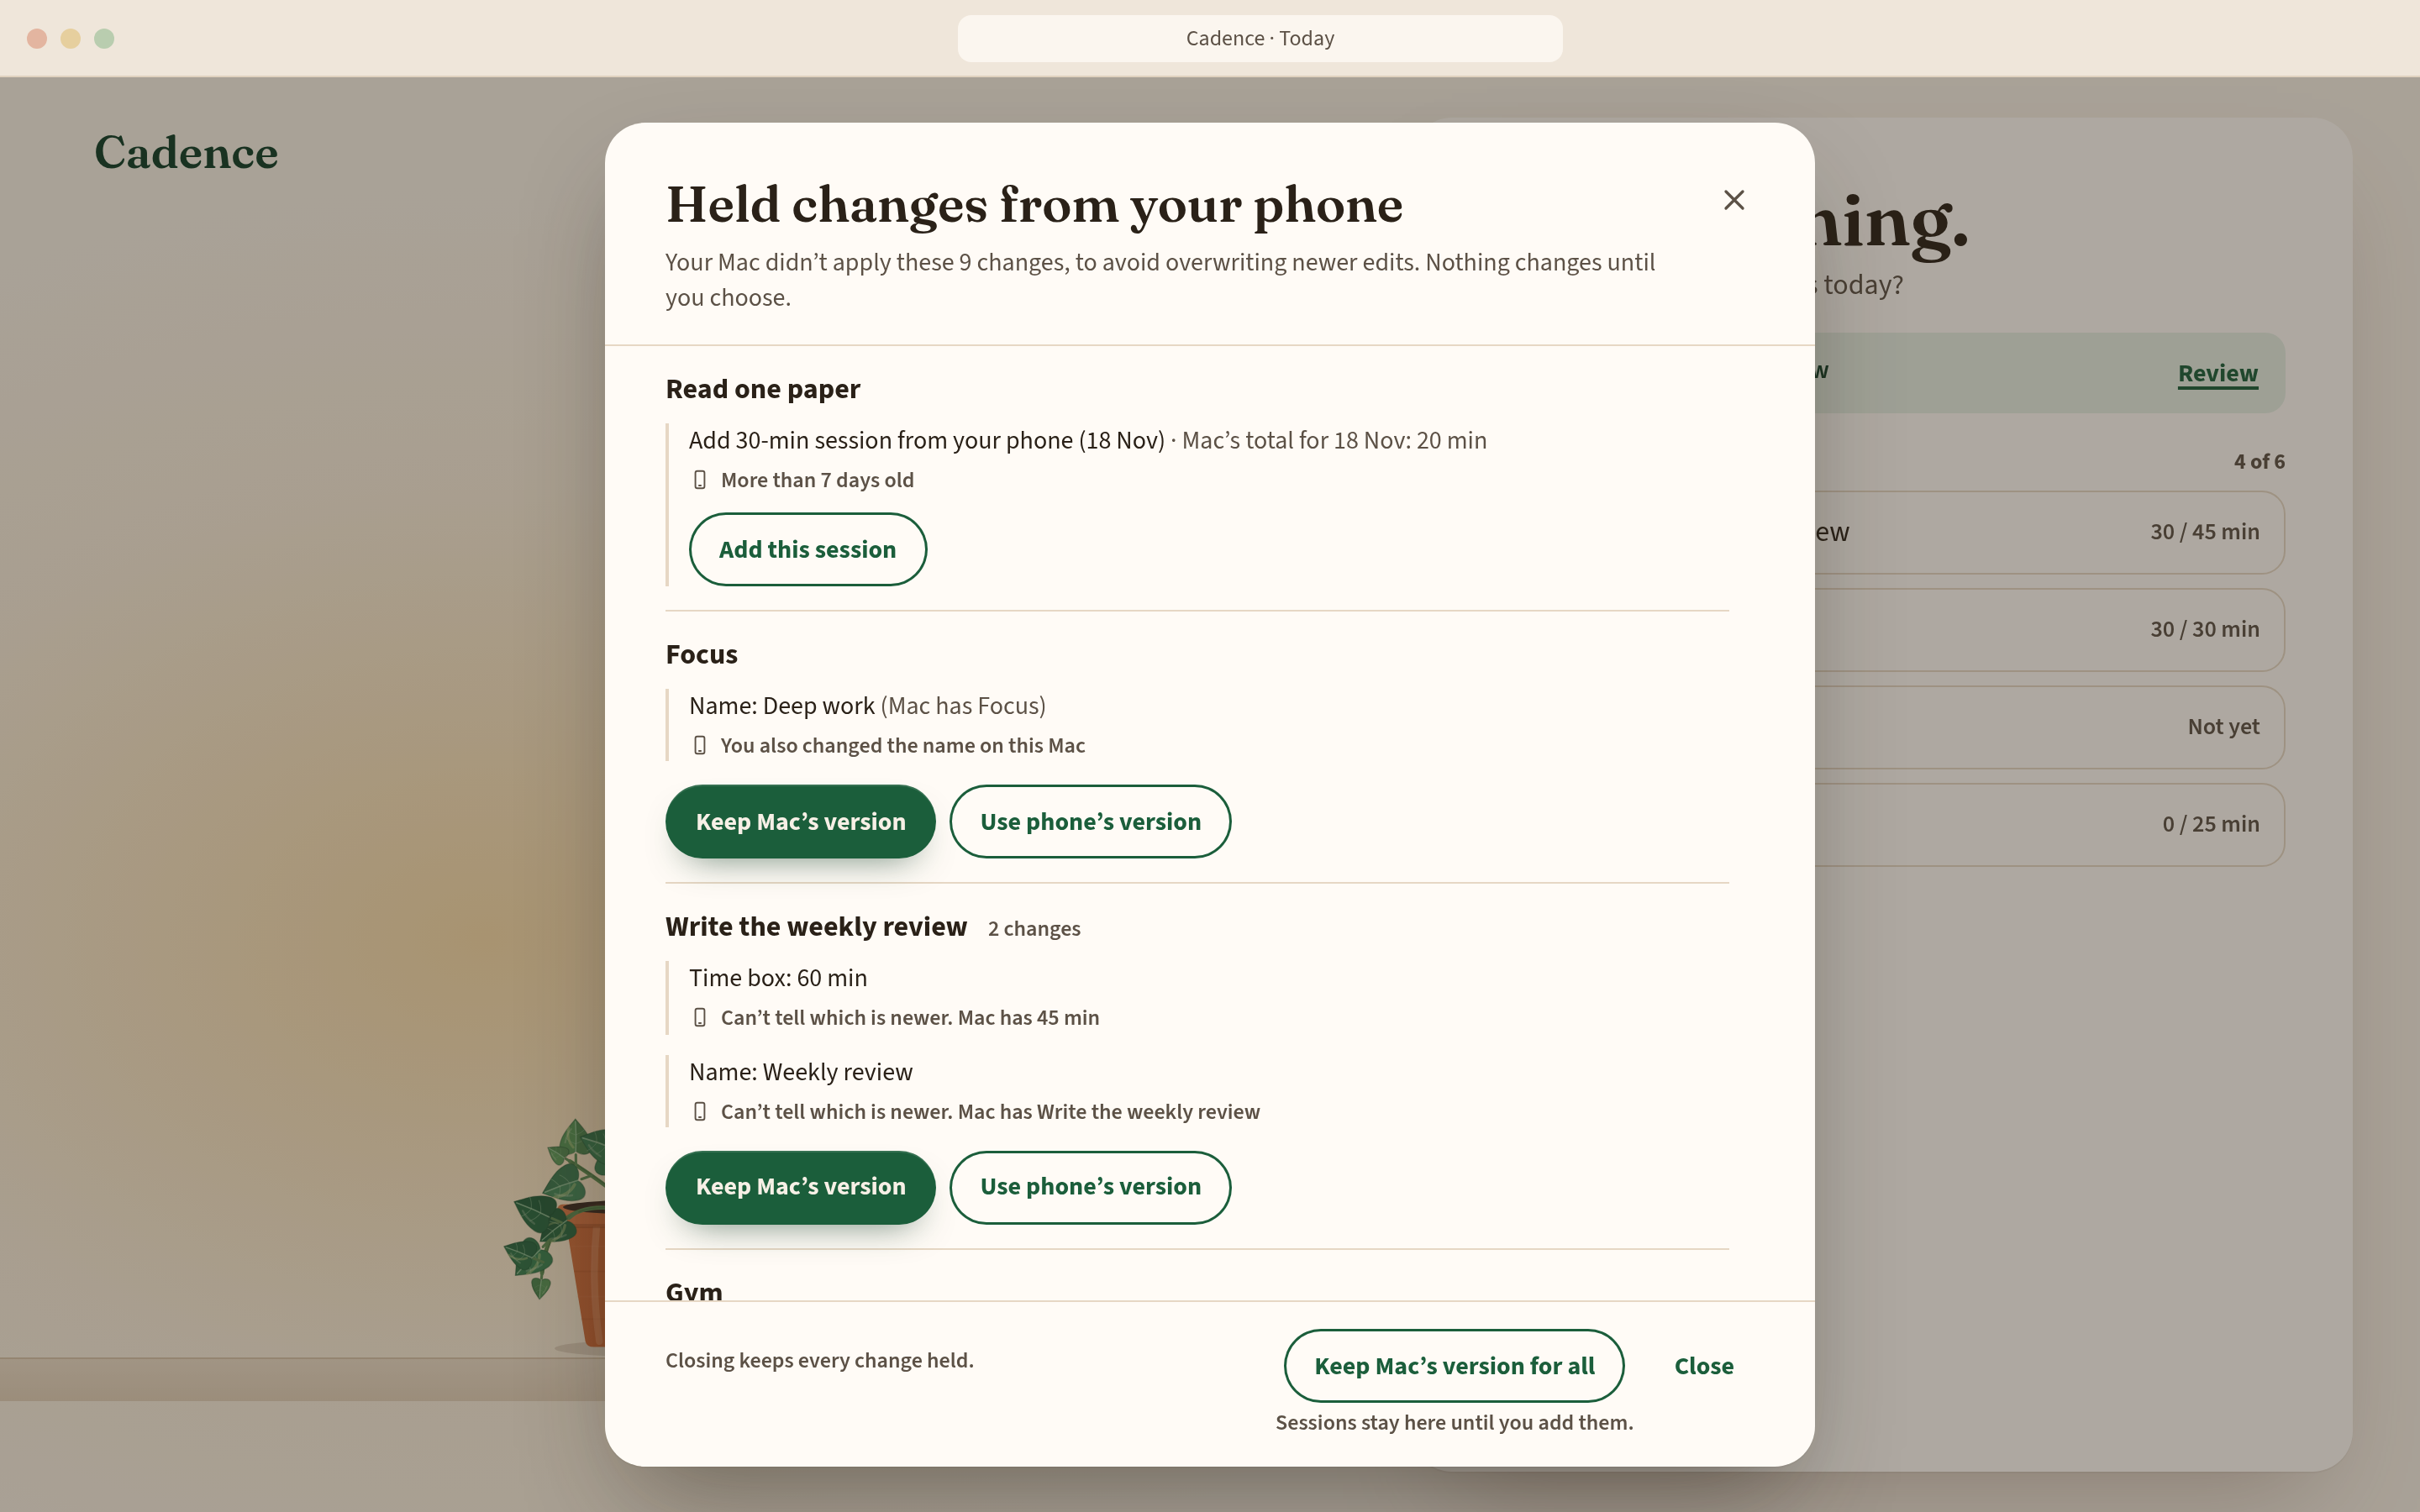 Cadence · Today
Cadence
Held changes from your phone
Your Mac didn’t apply these 9 changes, to avoid overwriting newer edits. Nothing changes until
you choose.
Read one paper
Add 30-min session from your phone (18 Nov) · Mac’s total for 18 Nov: 20 min
More than 7 days old
Add this session
Focus
Name: Deep work (Mac has Focus)
You also changed the name on this Mac
Keep Mac’s version
Use phone’s version
Write the weekly review 2 changes
Time box: 60 min
Can’t tell which is newer. Mac has 45 min
Name: Weekly review
Can’t tell which is newer. Mac has Write the weekly review
Keep Mac’s version
Use phone’s version
Gym
Closing keeps every change held.
Keep Mac’s version for all
Close
Sessions stay here until you add them.
today?
Review
4 of 6
30 / 45 min
30 / 30 min
Not yet
0 / 25 min